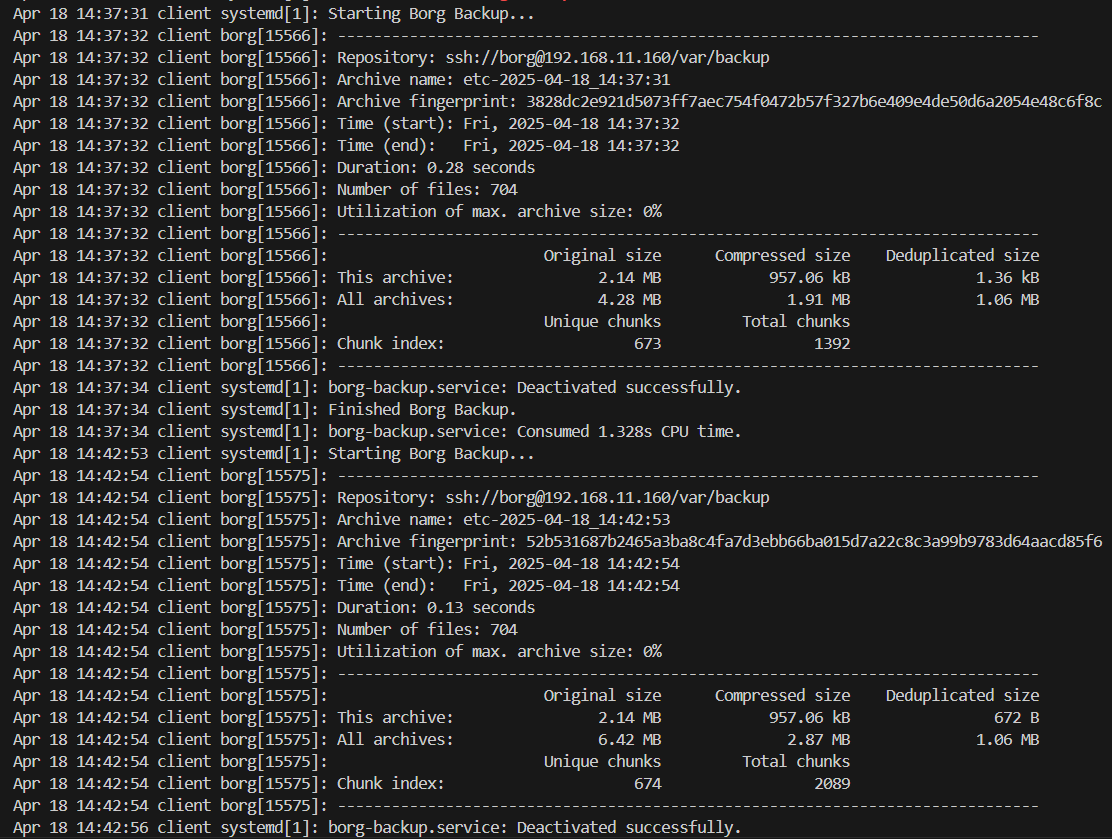 Apr 18 14:37:31 client systemd[1]: Starting Borg Backup...
Apr 18 14:37:32 client borg[15566]: ------------------------------------------------------------------------------
Apr 18 14:37:32 client borg[15566]: Repository: ssh://borg@192.168.11.160/var/backup
Apr 18 14:37:32 client borg[15566]: Archive name: etc-2025-04-18_14:37:31
Apr 18 14:37:32 client borg[15566]: Archive fingerprint: 3828dc2e921d5073ff7aec754f0472b57f327b6e409e4de50d6a2054e48c6f8c
Apr 18 14:37:32 client borg[15566]: Time (start): Fri, 2025-04-18 14:37:32
Apr 18 14:37:32 client borg[15566]: Time (end):   Fri, 2025-04-18 14:37:32
Apr 18 14:37:32 client borg[15566]: Duration: 0.28 seconds
Apr 18 14:37:32 client borg[15566]: Number of files: 704
Apr 18 14:37:32 client borg[15566]: Utilization of max. archive size: 0%
Apr 18 14:37:32 client borg[15566]: ------------------------------------------------------------------------------
Apr 18 14:37:32 client borg[15566]:                        Original size      Compressed size    Deduplicated size
Apr 18 14:37:32 client borg[15566]: This archive:                2.14 MB            957.06 kB              1.36 kB
Apr 18 14:37:32 client borg[15566]: All archives:                4.28 MB              1.91 MB              1.06 MB
Apr 18 14:37:32 client borg[15566]:                        Unique chunks         Total chunks
Apr 18 14:37:32 client borg[15566]: Chunk index:                     673                 1392
Apr 18 14:37:32 client borg[15566]: ------------------------------------------------------------------------------
Apr 18 14:37:34 client systemd[1]: borg-backup.service: Deactivated successfully.
Apr 18 14:37:34 client systemd[1]: Finished Borg Backup.
Apr 18 14:37:34 client systemd[1]: borg-backup.service: Consumed 1.328s CPU time.
Apr 18 14:42:53 client systemd[1]: Starting Borg Backup...
Apr 18 14:42:54 client borg[15575]: ------------------------------------------------------------------------------
Apr 18 14:42:54 client borg[15575]: Repository: ssh://borg@192.168.11.160/var/backup
Apr 18 14:42:54 client borg[15575]: Archive name: etc-2025-04-18_14:42:53
Apr 18 14:42:54 client borg[15575]: Archive fingerprint: 52b531687b2465a3ba8c4fa7d3ebb66ba015d7a22c8c3a99b9783d64aacd85f6
Apr 18 14:42:54 client borg[15575]: Time (start): Fri, 2025-04-18 14:42:54
Apr 18 14:42:54 client borg[15575]: Time (end):   Fri, 2025-04-18 14:42:54
Apr 18 14:42:54 client borg[15575]: Duration: 0.13 seconds
Apr 18 14:42:54 client borg[15575]: Number of files: 704
Apr 18 14:42:54 client borg[15575]: Utilization of max. archive size: 0%
Apr 18 14:42:54 client borg[15575]: ------------------------------------------------------------------------------
Apr 18 14:42:54 client borg[15575]:                        Original size      Compressed size    Deduplicated size
Apr 18 14:42:54 client borg[15575]: This archive:                2.14 MB            957.06 kB                672 B
Apr 18 14:42:54 client borg[15575]: All archives:                6.42 MB              2.87 MB              1.06 MB
Apr 18 14:42:54 client borg[15575]:                        Unique chunks         Total chunks
Apr 18 14:42:54 client borg[15575]: Chunk index:                     674                 2089
Apr 18 14:42:54 client borg[15575]: ------------------------------------------------------------------------------
Apr 18 14:42:56 client systemd[1]: borg-backup.service: Deactivated successfully.